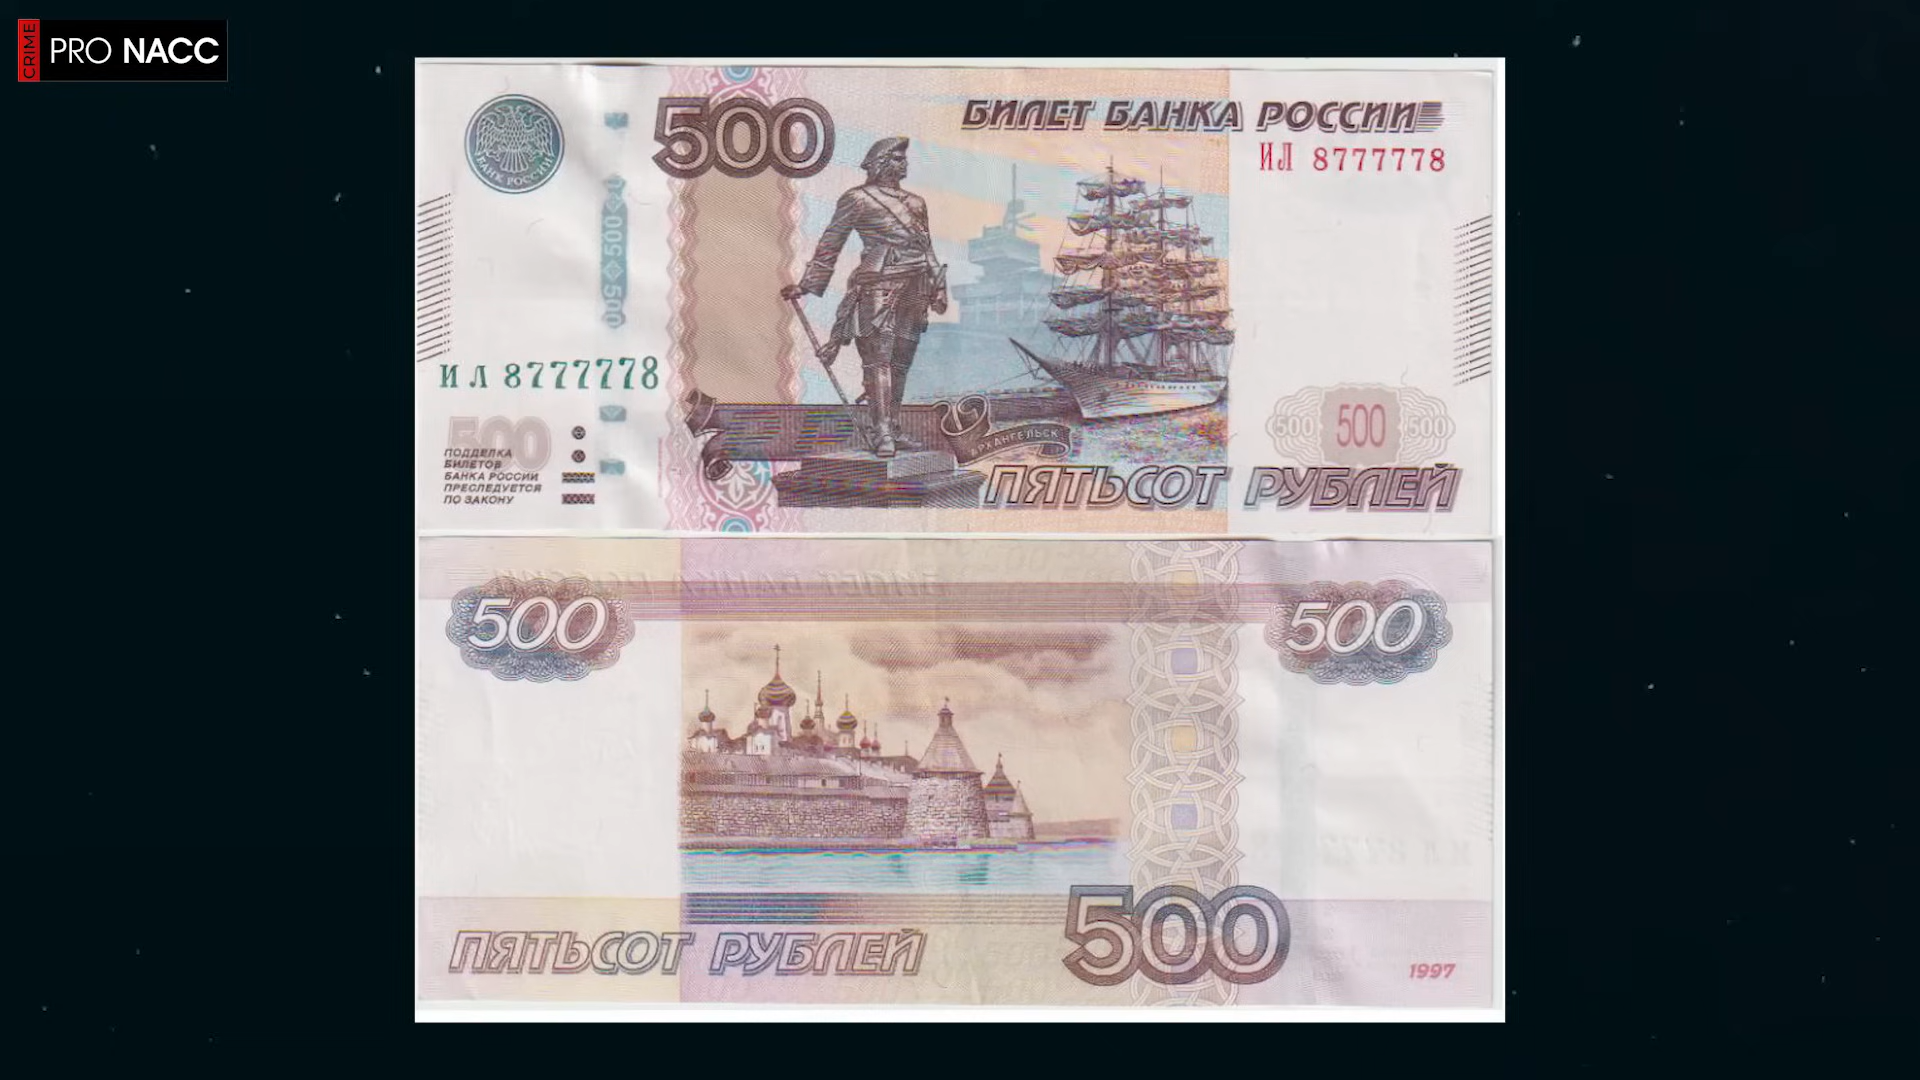 CRIME
PRO NACC
500
БИЛЕТ БАНКА РОССИИ
ИЛ 8777778
БАНК РОССИИ
500 500
ИЛ 8777778
500
ПОДДЕЛКА
БИЛЕТОВ
БАНКА РОССИИ
ПРЕСЛЕДУЕТСЯ
ПО ЗАКОНУ
АРХАНГЕЛЬСК
500 500 500
ПЯТЬСОТ РУБЛЕЙ
500
500
ПЯТЬСОТ РУБЛЕЙ
500
1997